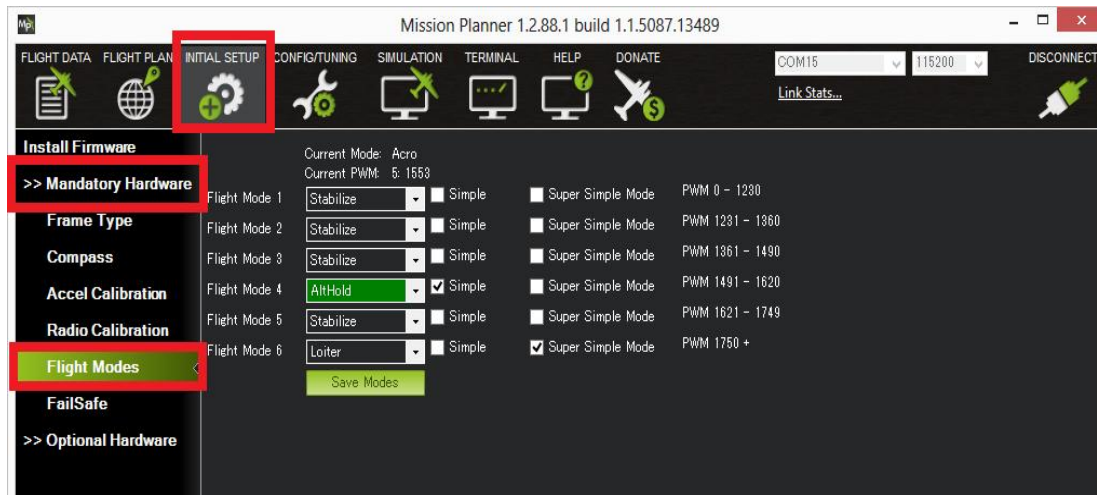 Mp
Mission Planner 1.2.88.1 build 1.1.5087.13489
FLIGHT DATA FLIGHT PLAN INITIAL SETUP CONFIG/TUNING SIMULATION TERMINAL HELP DONATE COM15 115200 DISCONNECT
Link Stats...
Install Firmware
>> Mandatory Hardware
Frame Type
Compass
Accel Calibration
Radio Calibration
Flight Modes
FailSafe
>> Optional Hardware
Current Mode: Acro
Current PWM: 5: 1553
Flight Mode 1 Stabilize Simple Super Simple Mode PWM 0 - 1230
Flight Mode 2 Stabilize Simple Super Simple Mode PWM 1231 - 1360
Flight Mode 3 Stabilize Simple Super Simple Mode PWM 1361 - 1490
Flight Mode 4 AltHold Simple Super Simple Mode PWM 1491 - 1620
Flight Mode 5 Stabilize Simple Super Simple Mode PWM 1621 - 1749
Flight Mode 6 Loiter Simple Super Simple Mode PWM 1750 +
Save Modes